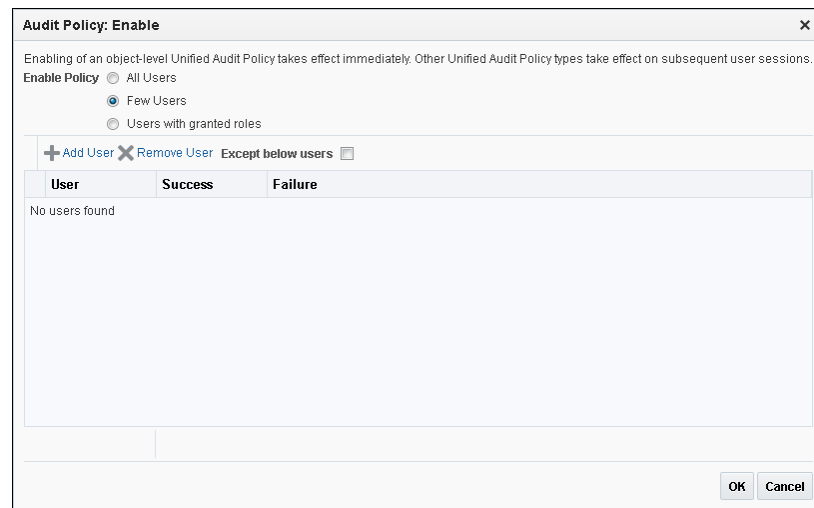 Audit Policy: Enable
Enabling of an object-level Unified Audit Policy takes effect immediately. Other Unified Audit Policy types take effect on subsequent user sessions.
Enable Policy All Users
Few Users
Users with granted roles
Add User Remove User Except below users
User Success Failure
No users found
OK Cancel